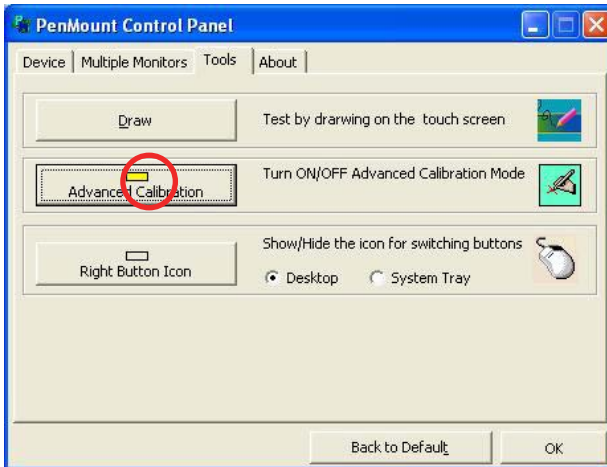 PenMount Control Panel
Device Multiple Monitors Tools About
Draw Test by drarwing on the touch screen
Advanced Calibration Turn ON/OFF Advanced Calibration Mode
Right Button Icon Show/Hide the icon for switching buttons
Desktop System Tray
Back to Default OK